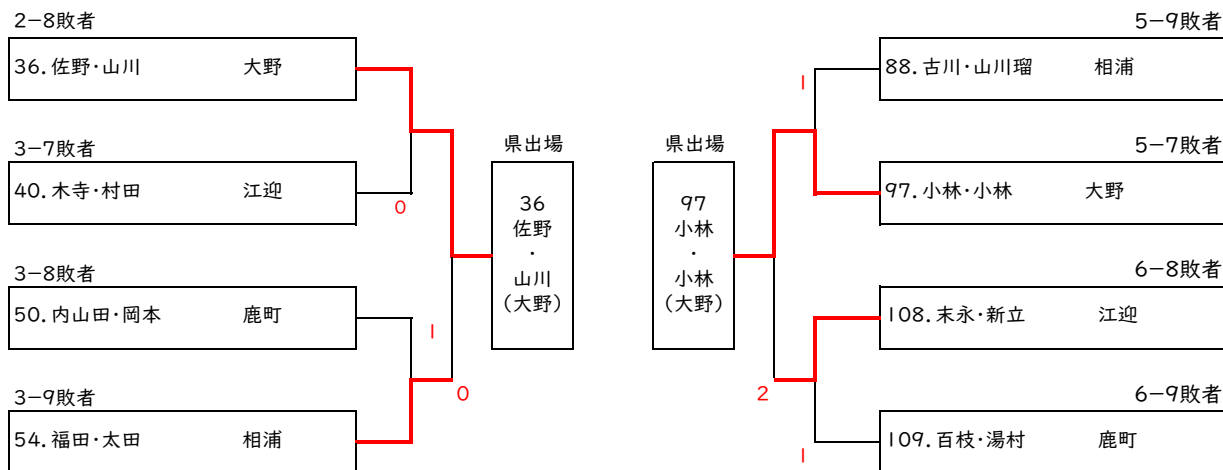 2-8敗者
36.佐野・山川 大野
3-7敗者
40.木寺・村田 江迎
0
3-8敗者
50.内山田・岡本 鹿町
1
3-9敗者
54.福田・太田 相浦
0
県出場
36
佐野
・
山川
(大野)
県出場
97
小林
・
小林
(大野)
5-9敗者
88.古川・山川瑠 相浦
1
5-7敗者
97.小林・小林 大野
6-8敗者
108.末永・新立 江迎
2
6-9敗者
109.百枝・湯村 鹿町
1